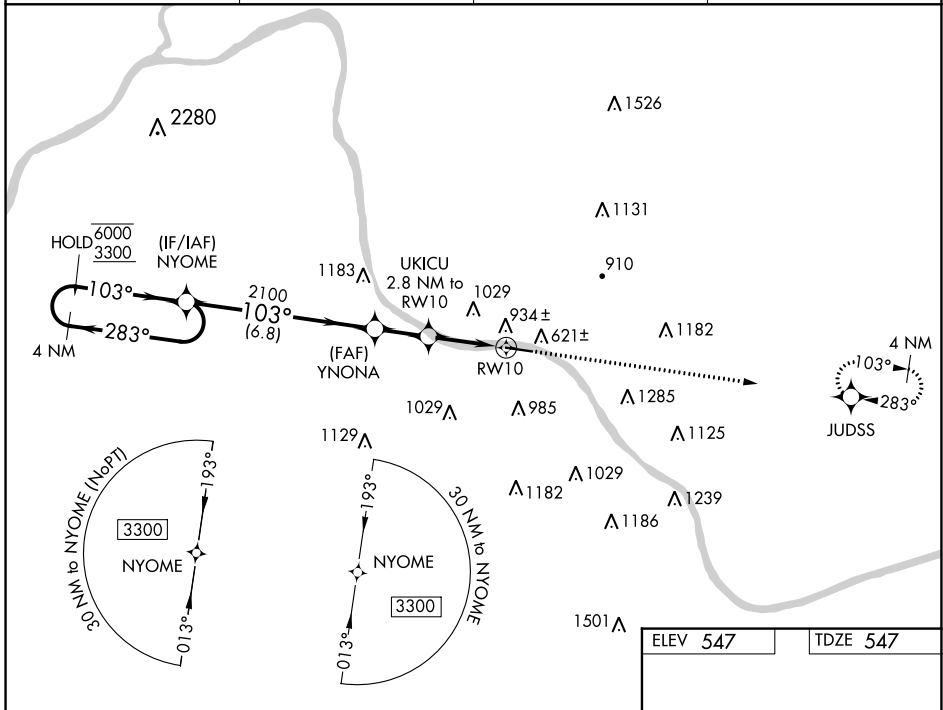 1526
2280
1131
HOLD 6000
3300
(IF/IAF)
NYOME
910
1183
UKICU
2.8 NM to
RW10
103°
2100
103°
(6.8)
1029
934 ±
621±
1182
283°
4 NM
(FAF)
YNONA
RW10
4 NM
103°
283°
JUDSS
1285
1029
985
1129
1125
30 NM to NYOME (NoPT)
193°
3300
NYOME
013°
193°
30 NM to NYOME
NYOME
3300
013°
1182
1029
1239
1186
1501
ELEV 547
TDZE 547